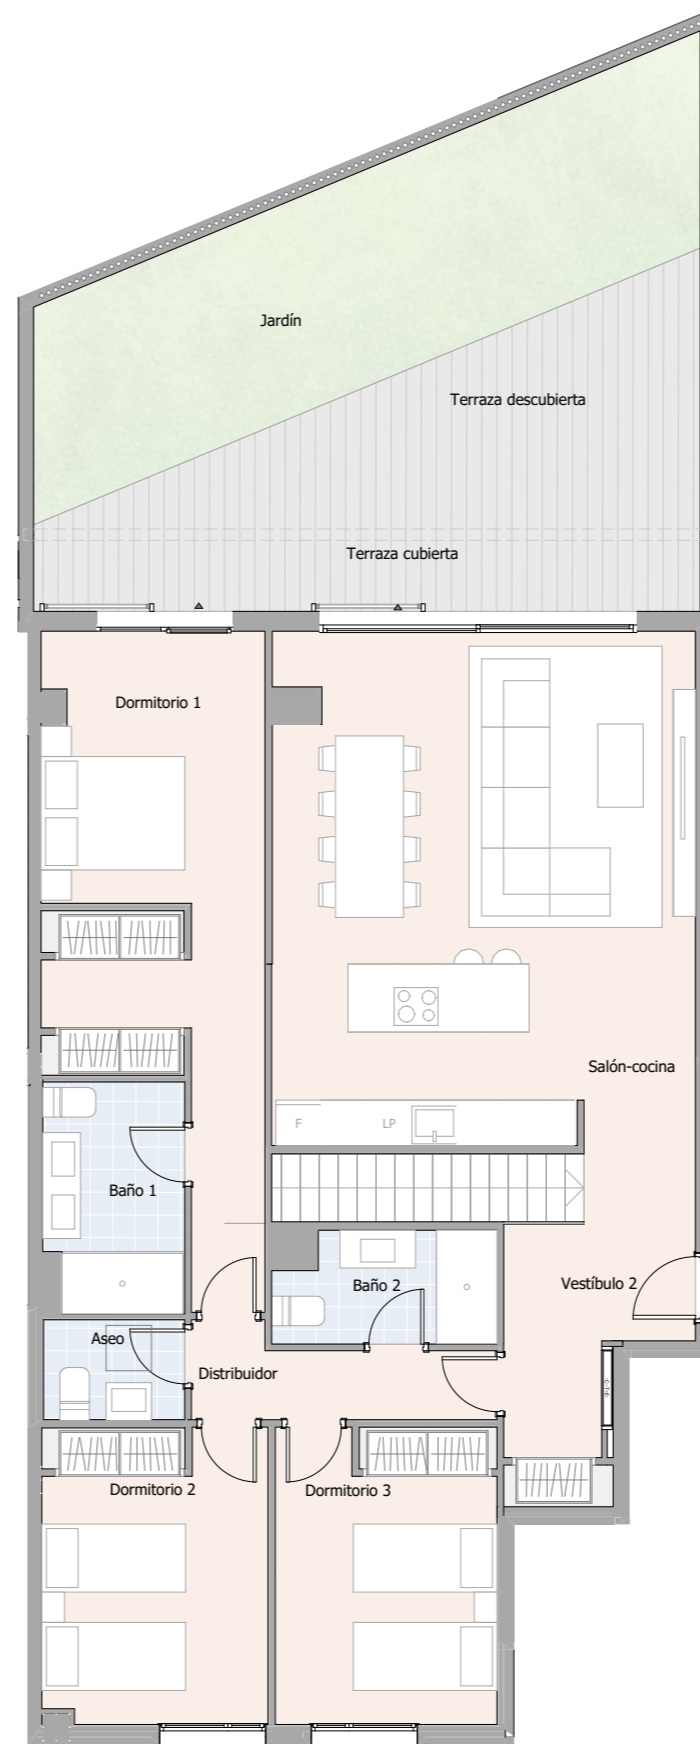 Jardín
Terraza descubierta
Terraza cubierta
Dormitorio 1
Salón-cocina
F
LP
Baño 1
Baño 2
Vestíbulo 2
Aseo
Distribuidor
Dormitorio 2
Dormitorio 3